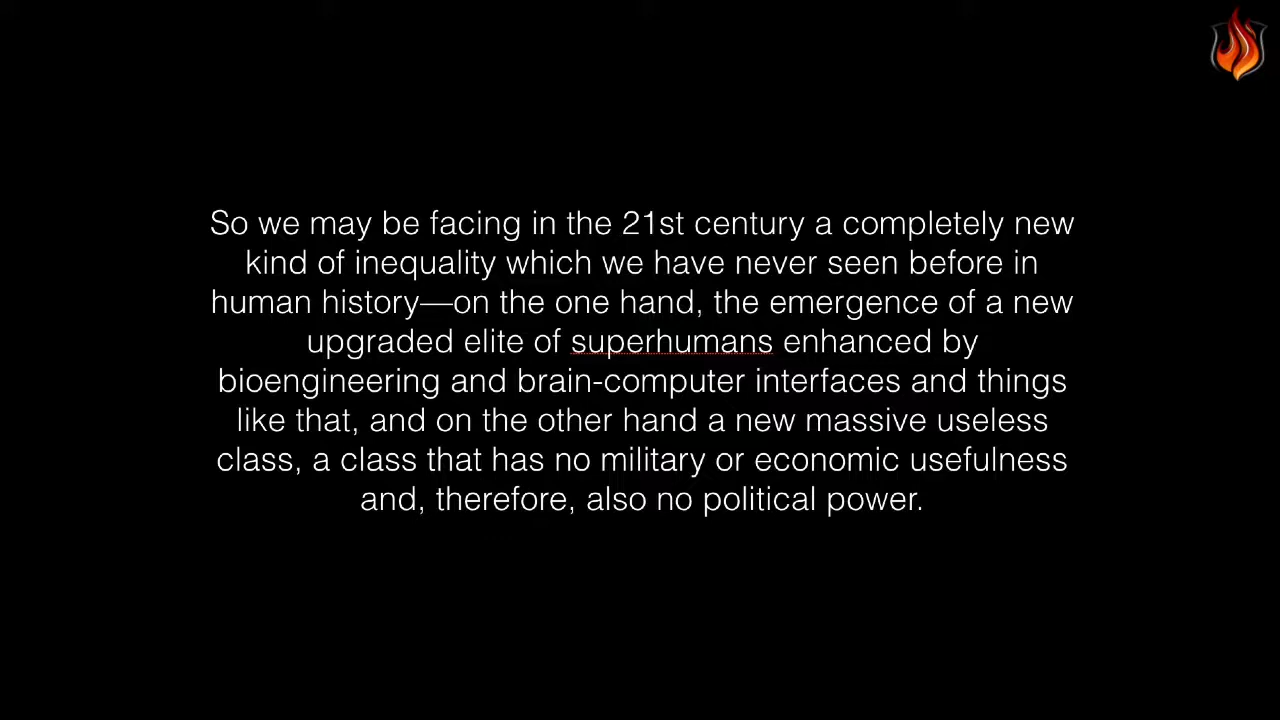 So we may be facing in the 21st century a completely new
kind of inequality which we have never seen before in
human history—on the one hand, the emergence of a new
upgraded elite of superhumans enhanced by
bioengineering and brain-computer interfaces and things
like that, and on the other hand a new massive useless
class, a class that has no military or economic usefulness
and, therefore, also no political power.